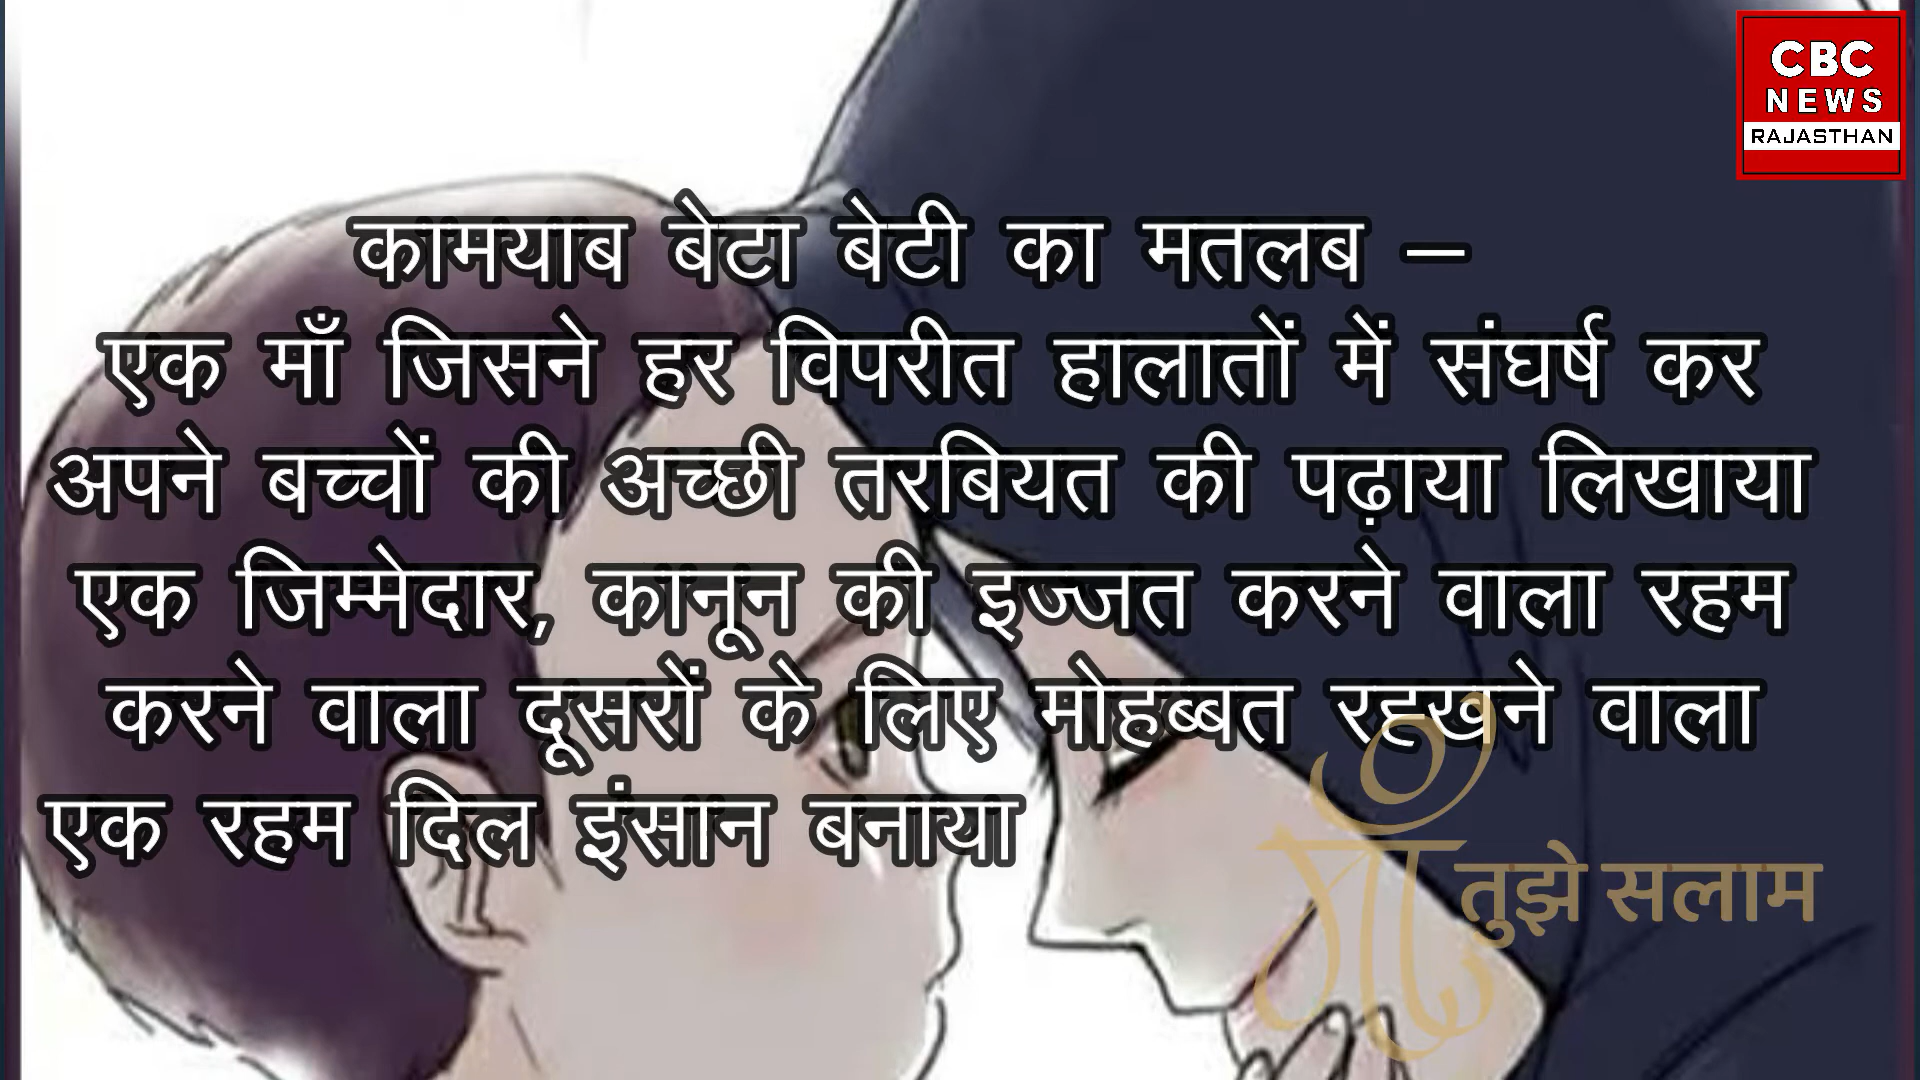 CBC
NEWS
RAJASTHAN
कामयाब बेटा बेटी का मतलब –
एक माँ जिसने हर विपरीत हालातों में संघर्ष कर
अपने बच्चों की अच्छी तरबियत की पढ़ाया लिखाया
एक जिम्मेदार, कानून की इज्जत करने वाला रहम
करने वाला दूसरों के लिए मोहब्बत रहखने वाला
एक रहम दिल इंसान बनाया
माँ तुझे सलाम